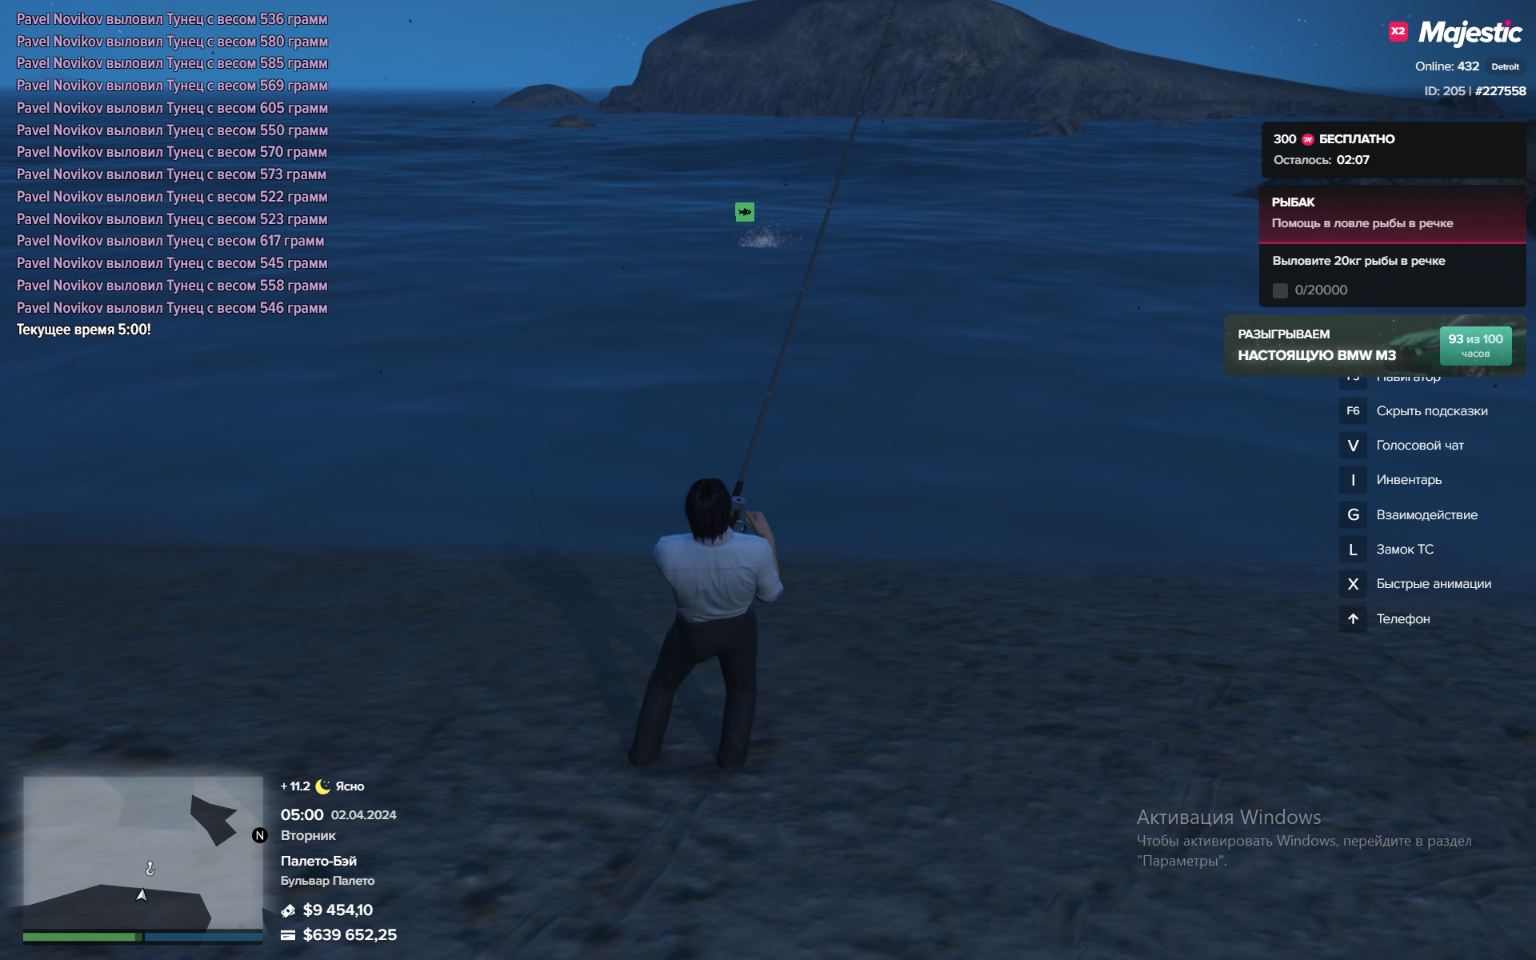 Pavel Novikov выловил Тунец с весом 536 грамм
Pavel Novikov выловил Тунец с весом 580 грамм
Pavel Novikov выловил Тунец с весом 585 грамм
Pavel Novikov выловил Тунец с весом 569 грамм
Pavel Novikov выловил Тунец с весом 605 грамм
Pavel Novikov выловил Тунец с весом 550 грамм
Pavel Novikov выловил Тунец с весом 570 грамм
Pavel Novikov выловил Тунец с весом 573 грамм
Pavel Novikov выловил Тунец с весом 522 грамм
Pavel Novikov выловил Тунец с весом 523 грамм
Pavel Novikov выловил Тунец с весом 617 грамм
Pavel Novikov выловил Тунец с весом 545 грамм
Pavel Novikov выловил Тунец с весом 558 грамм
Pavel Novikov выловил Тунец с весом 546 грамм
Текущее время 5:00!
X2 Majestic
Online: 432 Detroit
ID: 205 | #227558
300 БЕСПЛАТНО
Осталось: 02:07
РЫБАК
Помощь в ловле рыбы в речке
Выловите 20кг рыбы в речке
0/20000
РАЗЫГРЫВАЕМ
НАСТОЯЩУЮ BMW M3
93 из 100
часов
Навигатор
F6 Скрыть подсказки
V Голосовой чат
I Инвентарь
G Взаимодействие
L Замок ТС
X Быстрые анимации
Телефон
+ 11.2 Ясно
05:00 02.04.2024
N Вторник
Палето-Бэй
Бульвар Палето
$9 454,10
$639 652,25
Активация Windows
Чтобы активировать Windows, перейдите в раздел
"Параметры".